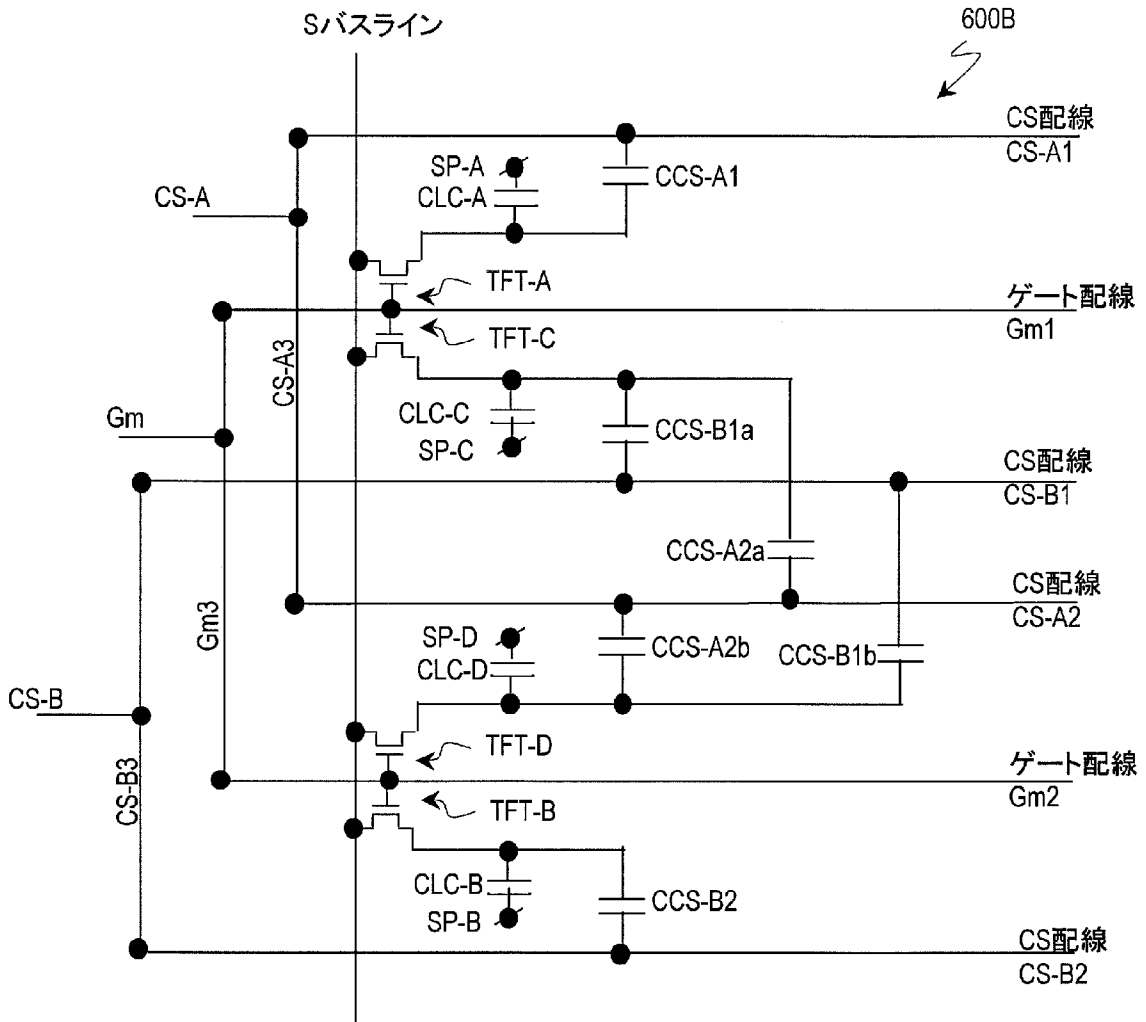 Sバスライン
600B
CS配線
CS-A1
SP-A
CLC-A
CCS-A1
CS-A
TFT-A
ゲート配線
Gm1
TFT-C
CS-A3
CLC-C
SP-C
CCS-B1a
Gm
CS配線
CS-B1
CCS-A2a
CS配線
CS-A2
Gm3
SP-D
CLC-D
CCS-A2b
CCS-B1b
CS-B
TFT-D
ゲート配線
Gm2
CS-B3
TFT-B
CLC-B
SP-B
CCS-B2
CS配線
CS-B2